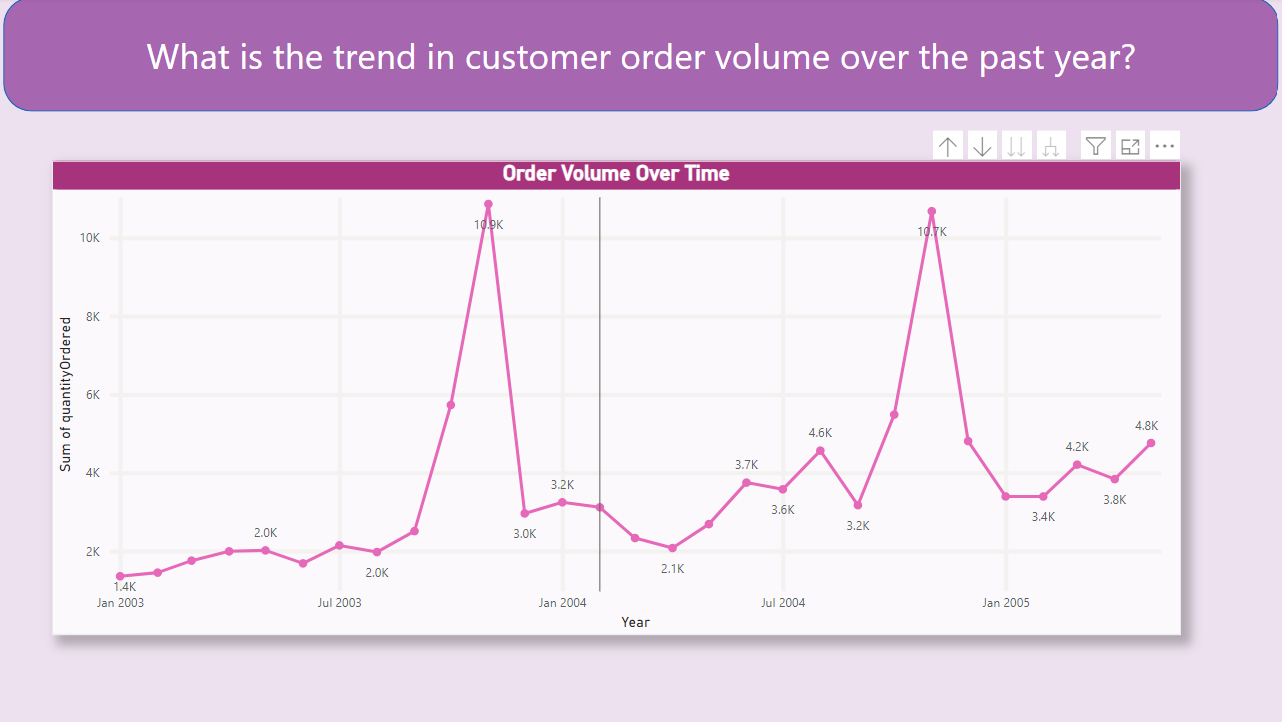 What is the trend in customer order volume over the past year?
Order Volume Over Time
Sum of quantityOrdered
10K
8K
6K
4K
2K
1.4K
2.0K
2.0K
10.9K
3.0K
3.2K
2.1K
3.7K
3.6K
4.6K
3.2K
10.7K
3.4K
4.2K
3.8K
4.8K
Jan 2003
Jul 2003
Jan 2004
Jul 2004
Jan 2005
Year